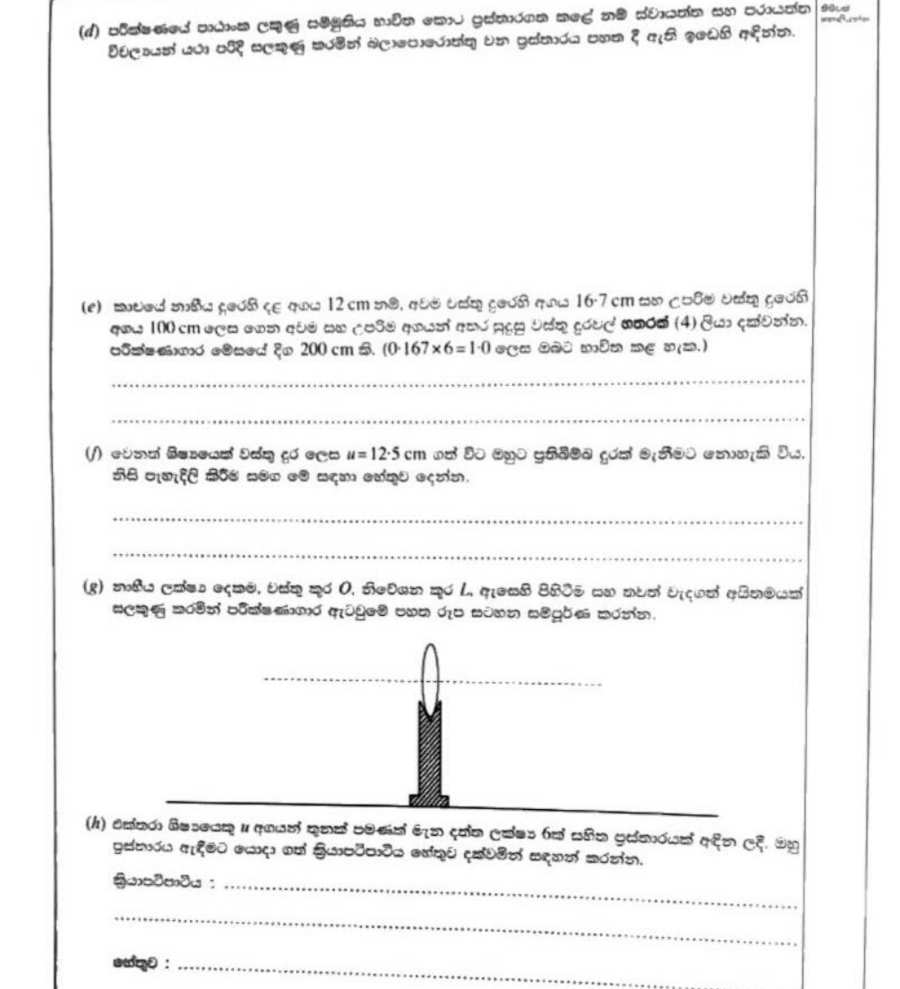 (d) පරීක්ෂණයේ පාඨාංක ලකුණු සම්මුතිය භාවිත කොට ප්‍රස්තාරගත කළේ නම් ස්වායත්ත සහ පරායත්ත
විචල්‍යයන් යථා පරිදි සලකුණු කරමින් බලාපොරොත්තු වන ප්‍රස්තාරය පහත දී ඇති ඉඩෙහි අඳින්න.
(e) කාචයේ නාභීය දුරෙහි දළ අගය 12 cm නම්, අවම වස්තු දුරෙහි අගය 16·7 cm සහ උපරිම වස්තු දුරෙහි
අගය 100 cm ලෙස ගෙන අවම සහ උපරිම අගයන් අතර සුදුසු වස්තු දුරවල් හතරක් (4) ලියා දක්වන්න.
පරීක්ෂණාගාර මේසයේ දිග 200 cm කි. (0·167 × 6 = 1·0 ලෙස ඔබට භාවිත කළ හැක.)
(f) වෙනත් ශිෂ්‍යයෙක් වස්තු දුර ලෙස u = 12·5 cm ගත් විට ඔහුට ප්‍රතිබිම්බ දුරක් මැනීමට නොහැකි විය.
නිසි පැහැදිලි කිරීම සමග මේ සඳහා හේතුව දෙන්න.
(g) නාභීය ලක්ෂ්‍ය දෙකම, වස්තු කූර O, නිවේශන කූර L, ඇසෙහි පිහිටීම සහ තවත් වැදගත් අයිතමයක්
සලකුණු කරමින් පරීක්ෂණාගාර ඇටවුමේ පහත රූප සටහන සම්පූර්ණ කරන්න.
(h) එක්තරා ශිෂ්‍යයෙකු u අගයන් තුනක් පමණක් මැන දත්ත ලක්ෂ්‍ය 6ක් සහිත ප්‍රස්තාරයක් අඳින ලදී. ඔහු
ප්‍රස්තාරය ඇඳීමට යොදා ගත් ක්‍රියාපටිපාටිය හේතුව දක්වමින් සඳහන් කරන්න.
ක්‍රියාපටිපාටිය :
හේතුව :